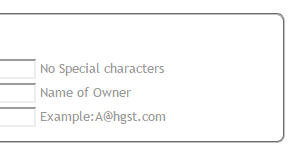 No Special characters
Name of Owner
Example:A@hgst.com